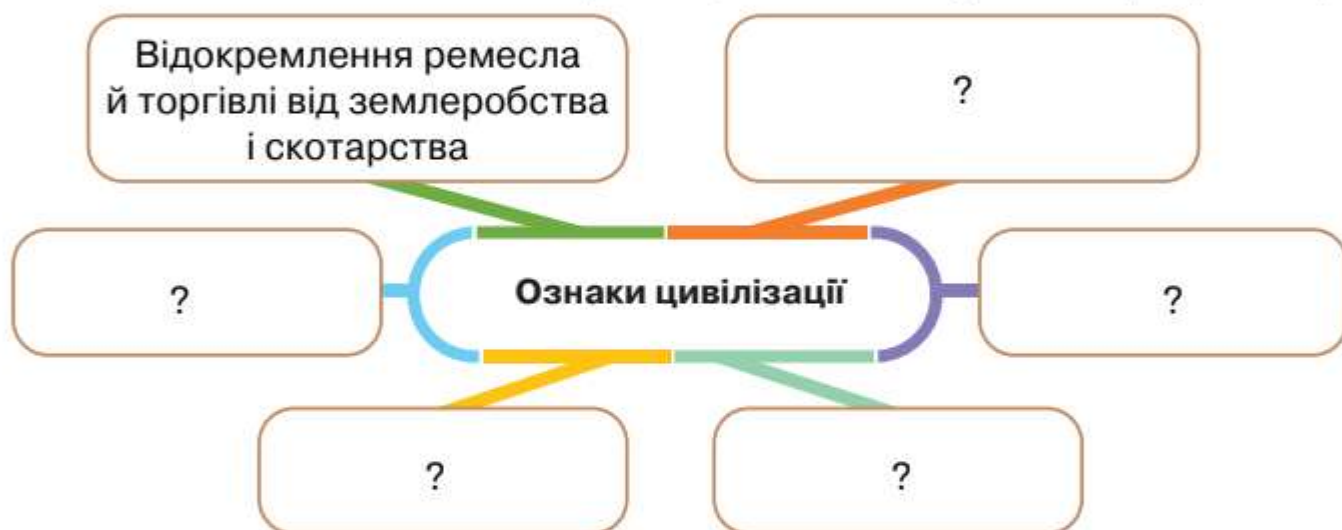 Відокремлення ремесла
й торгівлі від землеробства
і скотарства
?
?
Ознаки цивілізації
?
?
?